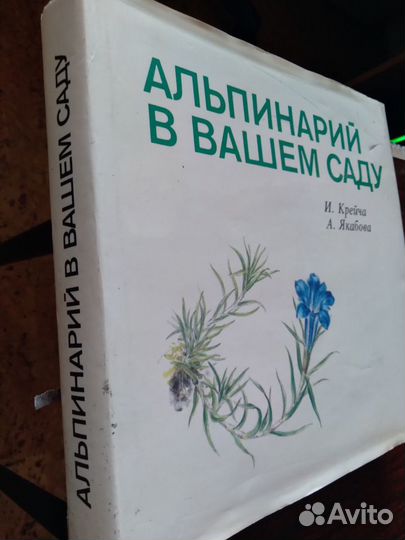 АЛЬПИНАРИЙ
В ВАШЕМ САДУ
И. Крейча
А. Якабова
АЛЬПИНАРИЙ В ВАШЕМ САДУ
Avito